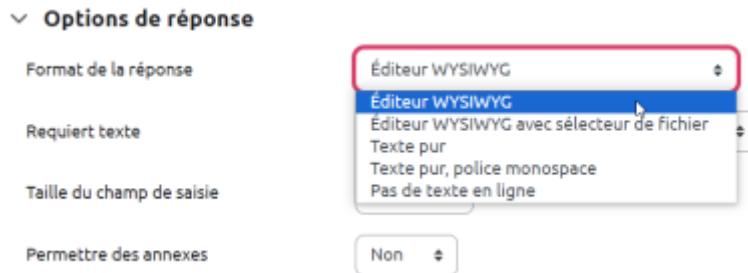 Options de réponse
Format de la réponse
Éditeur WYSIWYG
Éditeur WYSIWYG
Éditeur WYSIWYG avec sélecteur de fichier
Requiert texte
Texte pur
Texte pur, police monospace
Taille du champ de saisie
Pas de texte en ligne
Permettre des annexes
Non